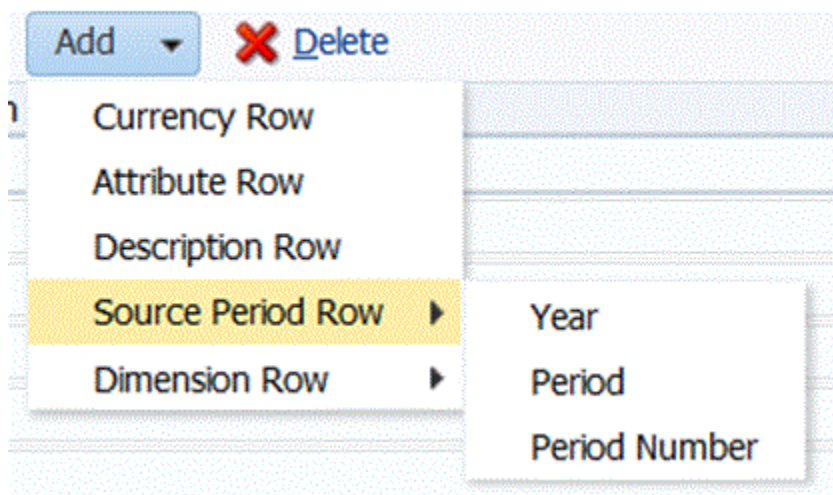 Add Delete
Currency Row
Attribute Row
Description Row
Source Period Row
Dimension Row
Year
Period
Period Number